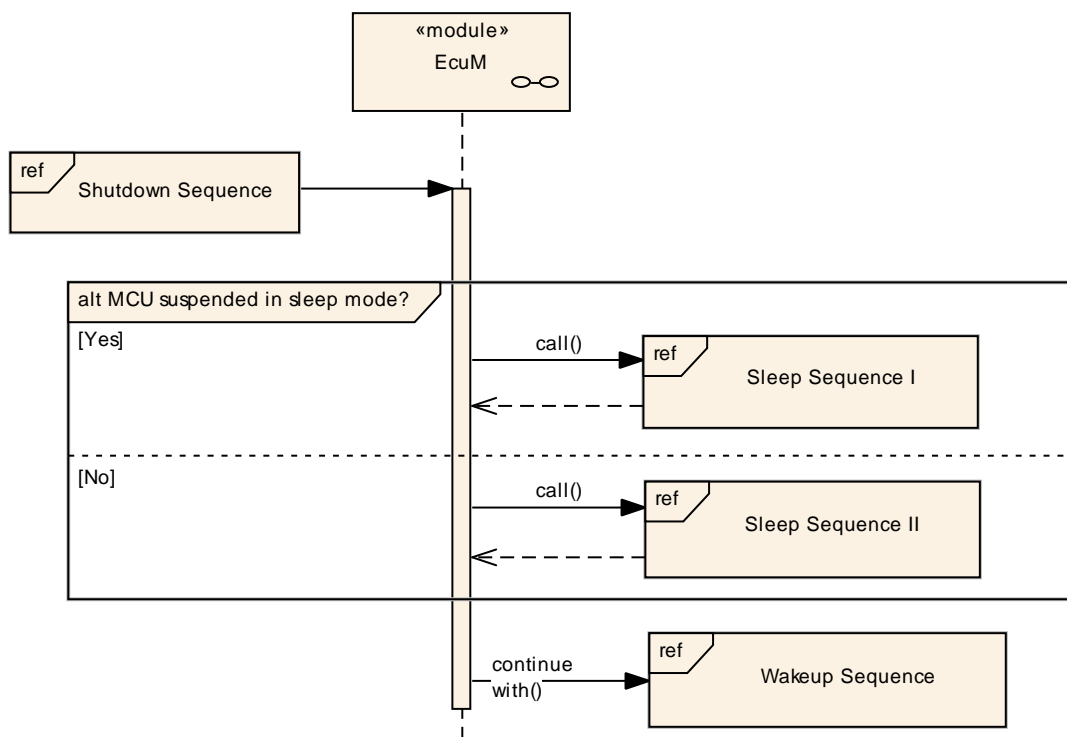 «module»
EcuM
ref
Shutdown Sequence
alt MCU suspended in sleep mode?
[Yes]
call()
ref
Sleep Sequence I
[No]
call()
ref
Sleep Sequence II
continue
with()
ref
Wakeup Sequence